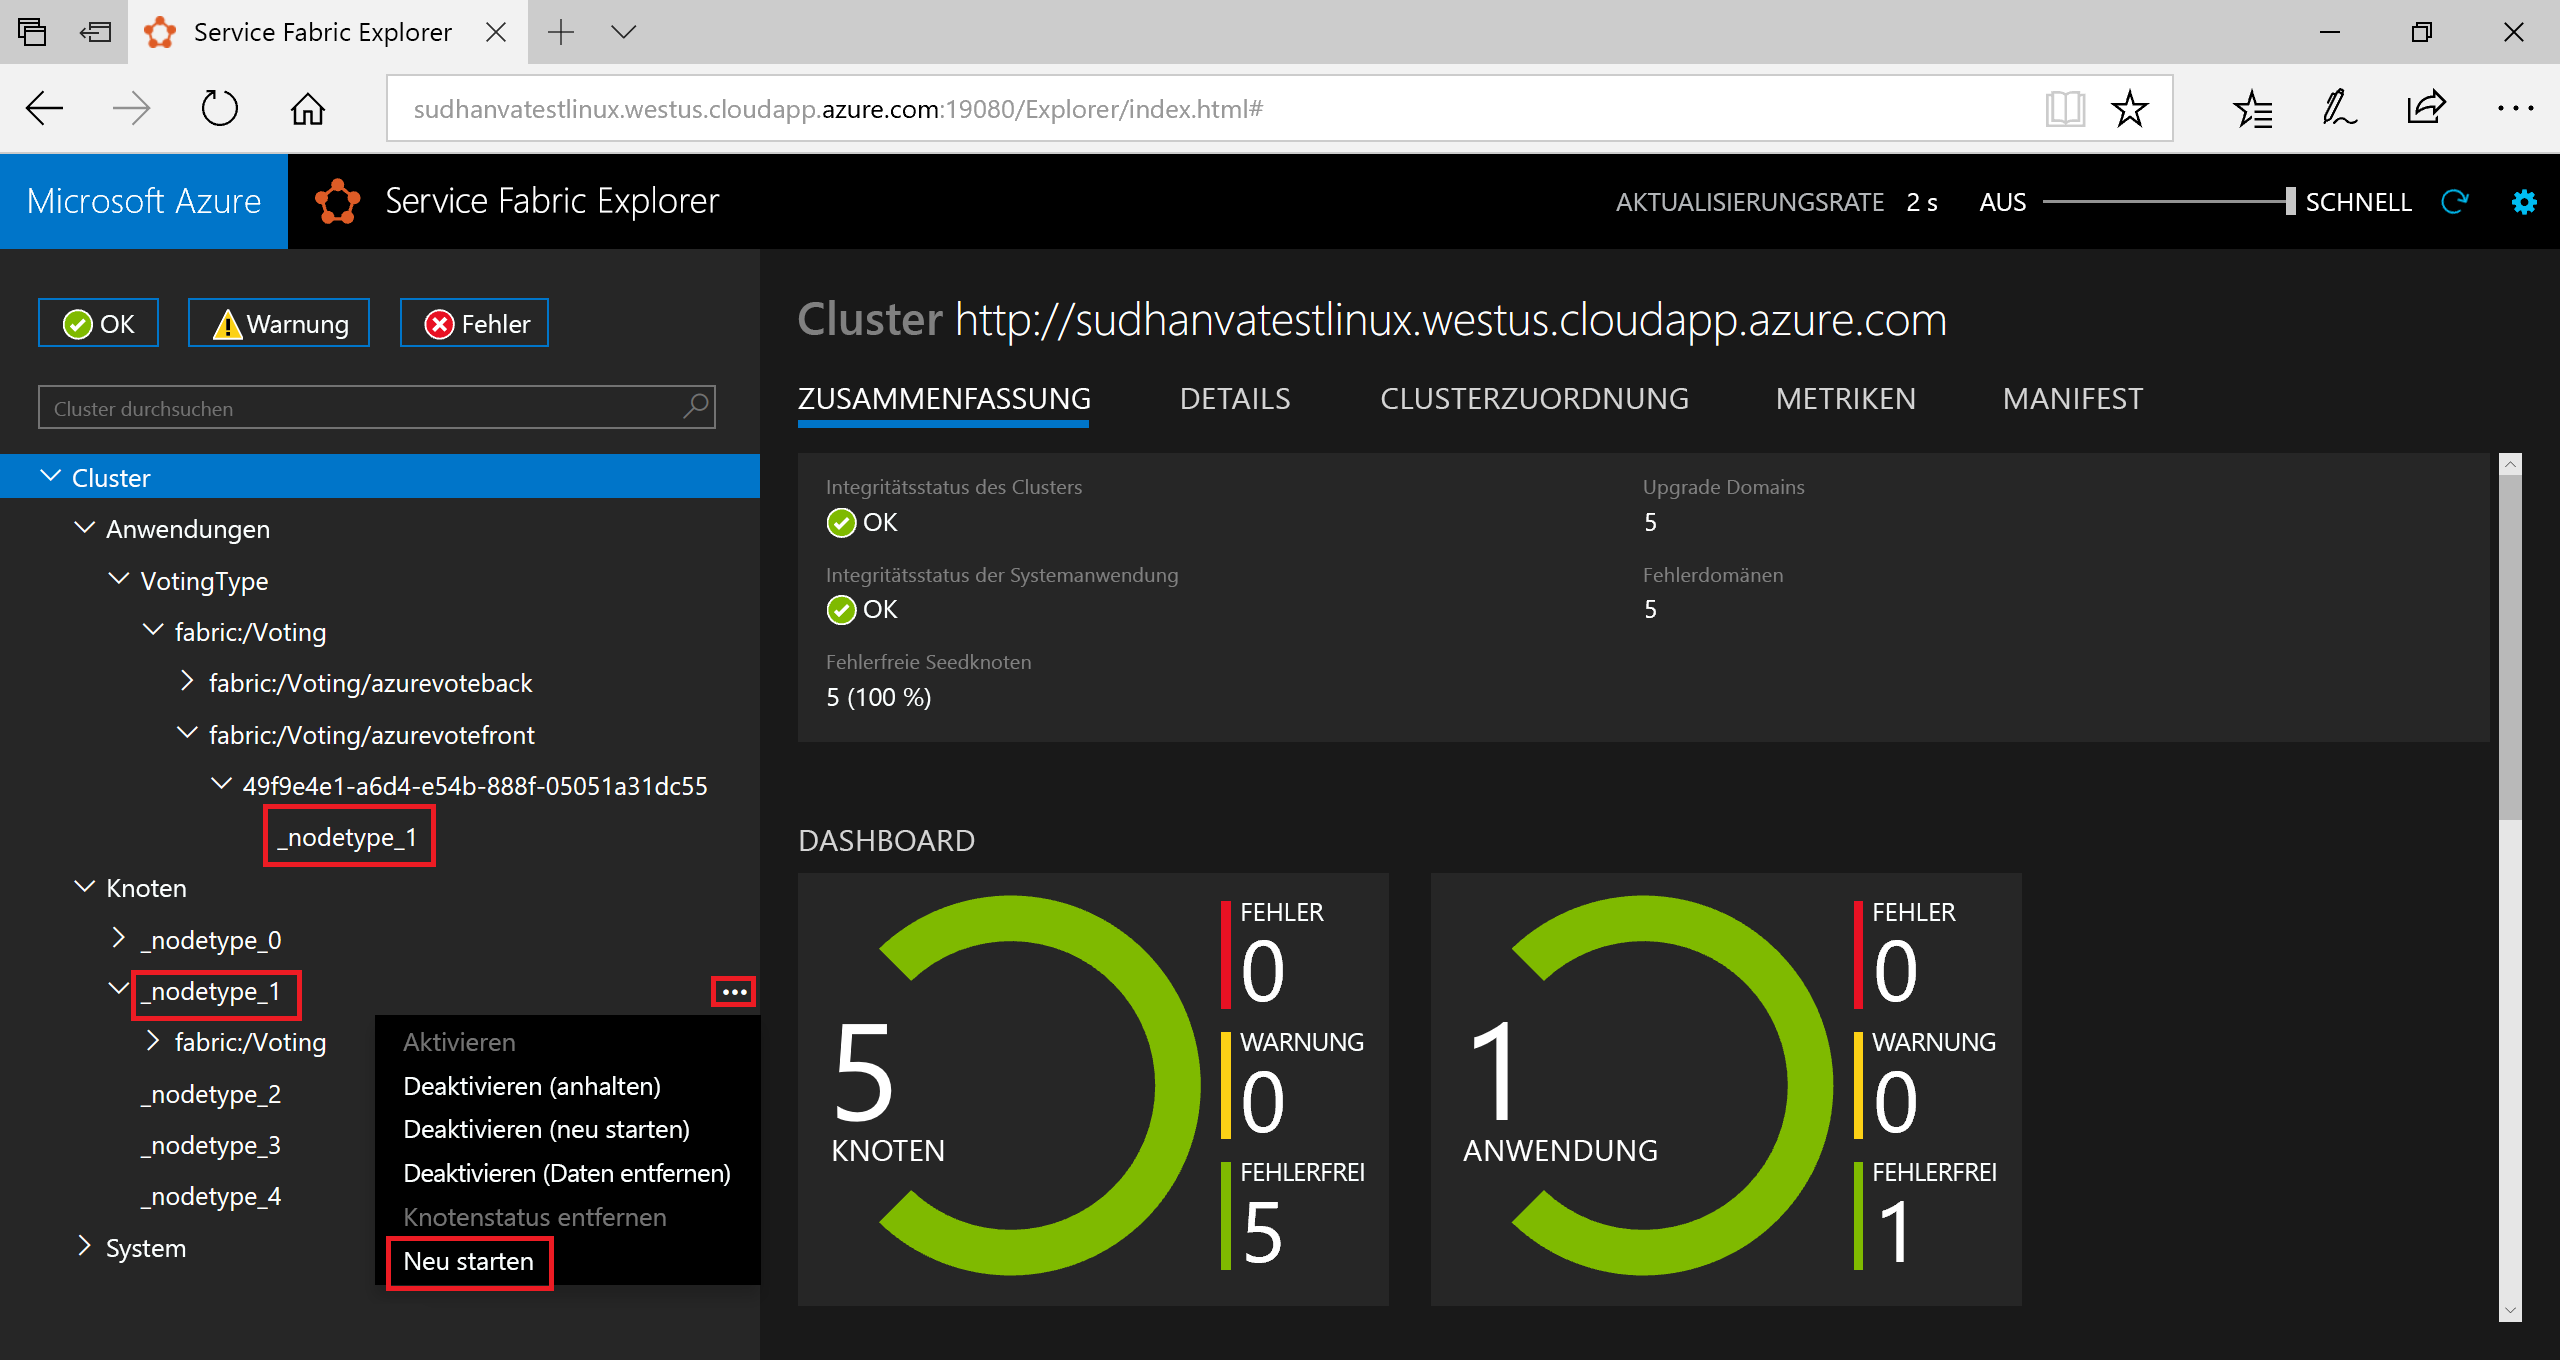 Service Fabric Explorer
sudhanvatestlinux.westus.cloudapp.azure.com:19080/Explorer/index.html#
Microsoft Azure
Service Fabric Explorer
AKTUALISIERUNGSRATE 2 s AUS SCHNELL
OK
Warnung
Fehler
Cluster durchsuchen
Cluster
Anwendungen
VotingType
fabric:/Voting
fabric:/Voting/azurevoteback
fabric:/Voting/azurevotefront
49f9e4e1-a6d4-e54b-888f-05051a31dc55
_nodetype_1
Knoten
_nodetype_0
_nodetype_1
fabric:/Voting
_nodetype_2
_nodetype_3
_nodetype_4
System
Aktivieren
Deaktivieren (anhalten)
Deaktivieren (neu starten)
Deaktivieren (Daten entfernen)
Knotenstatus entfernen
Neu starten
Cluster http://sudhanvatestlinux.westus.cloudapp.azure.com
ZUSAMMENFASSUNG DETAILS CLUSTERZUORDNUNG METRIKEN MANIFEST
Integritätsstatus des Clusters
OK
Upgrade Domains
5
Integritätsstatus der Systemanwendung
OK
Fehlerdomänen
5
Fehlerfreie Seedknoten
5 (100 %)
DASHBOARD
5
KNOTEN
FEHLER
0
WARNUNG
0
FEHLERFREI
5
1
ANWENDUNG
FEHLER
0
WARNUNG
0
FEHLERFREI
1